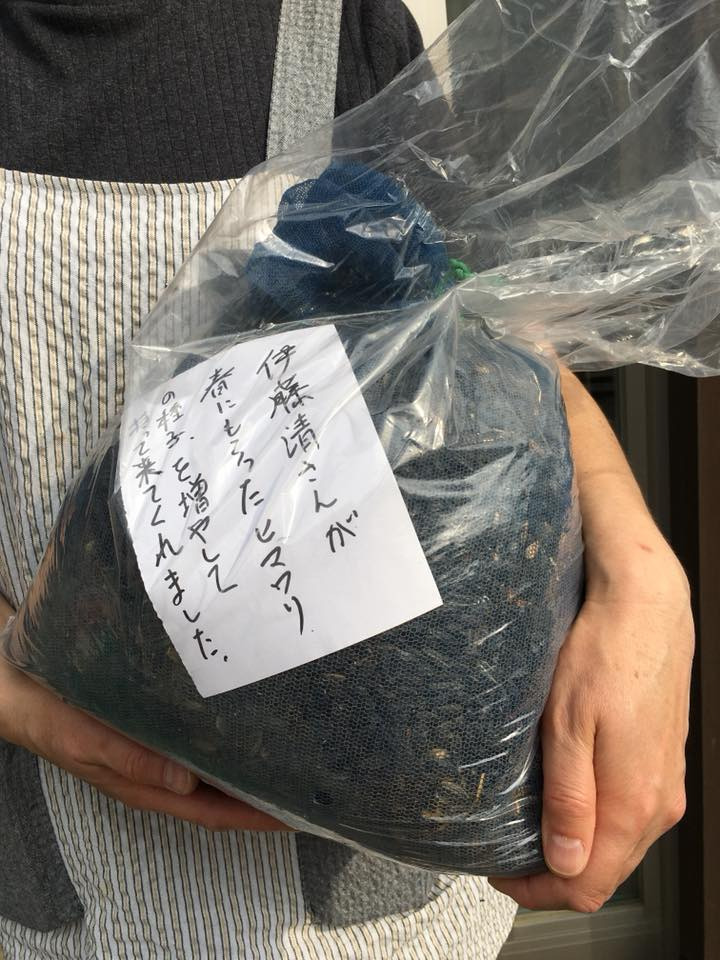 伊藤清さんが
春にもらったヒマワリ
の種子、を増やして
もって来てくれました。